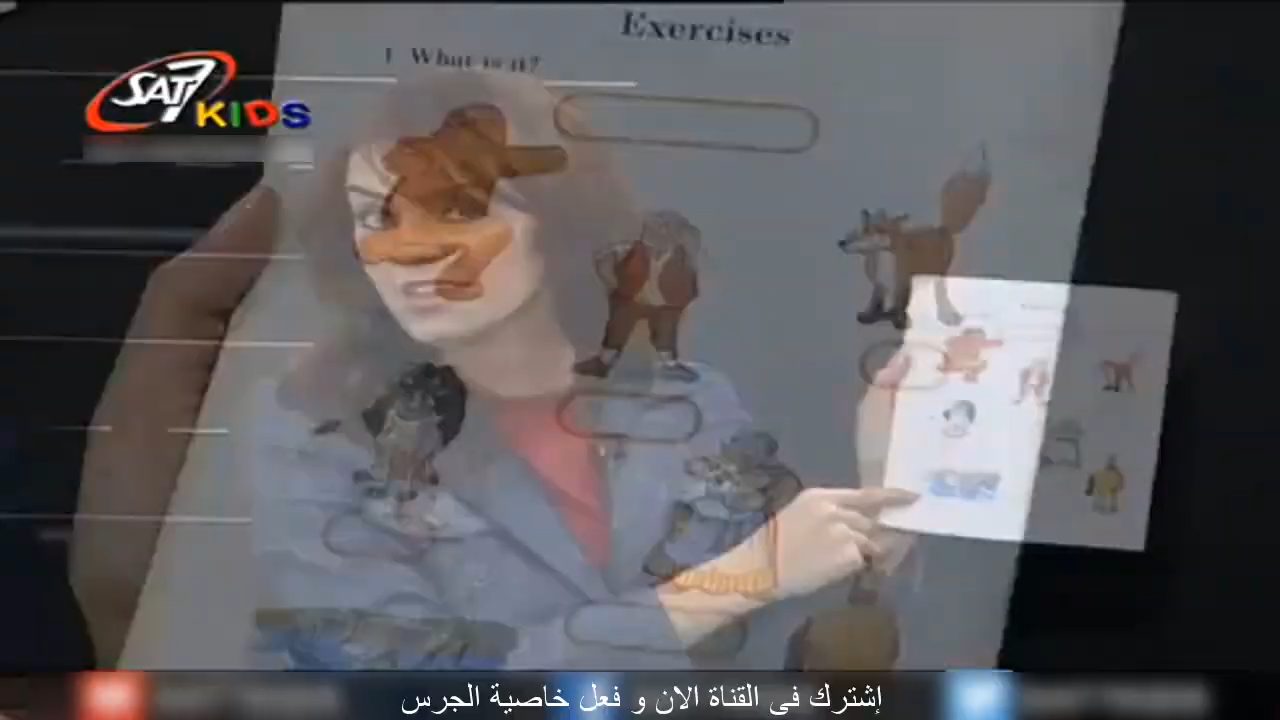 Exercises
1 What is it?
SAT7
KIDS
إشترك فى القناة الان و فعل خاصية الجرس